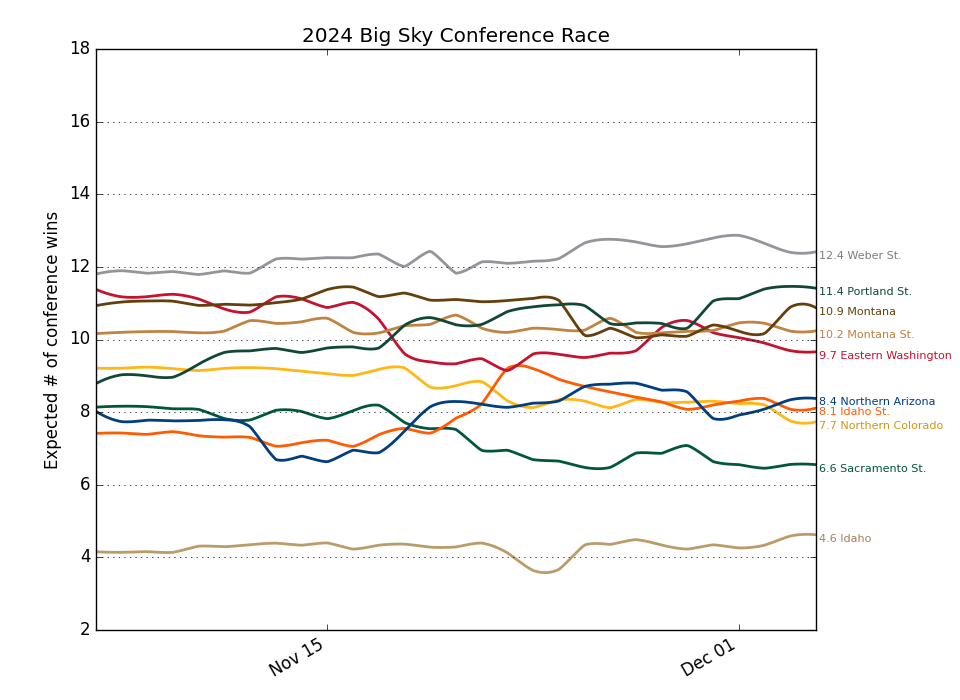 2024 Big Sky Conference Race
Expected # of conference wins
18
16
14
12
10
8
6
4
2
Nov 15
Dec 01
12.4 Weber St.
11.4 Portland St.
10.9 Montana
10.2 Montana St.
9.7 Eastern Washington
8.4 Northern Arizona
8.1 Idaho St.
7.7 Northern Colorado
6.6 Sacramento St.
4.6 Idaho